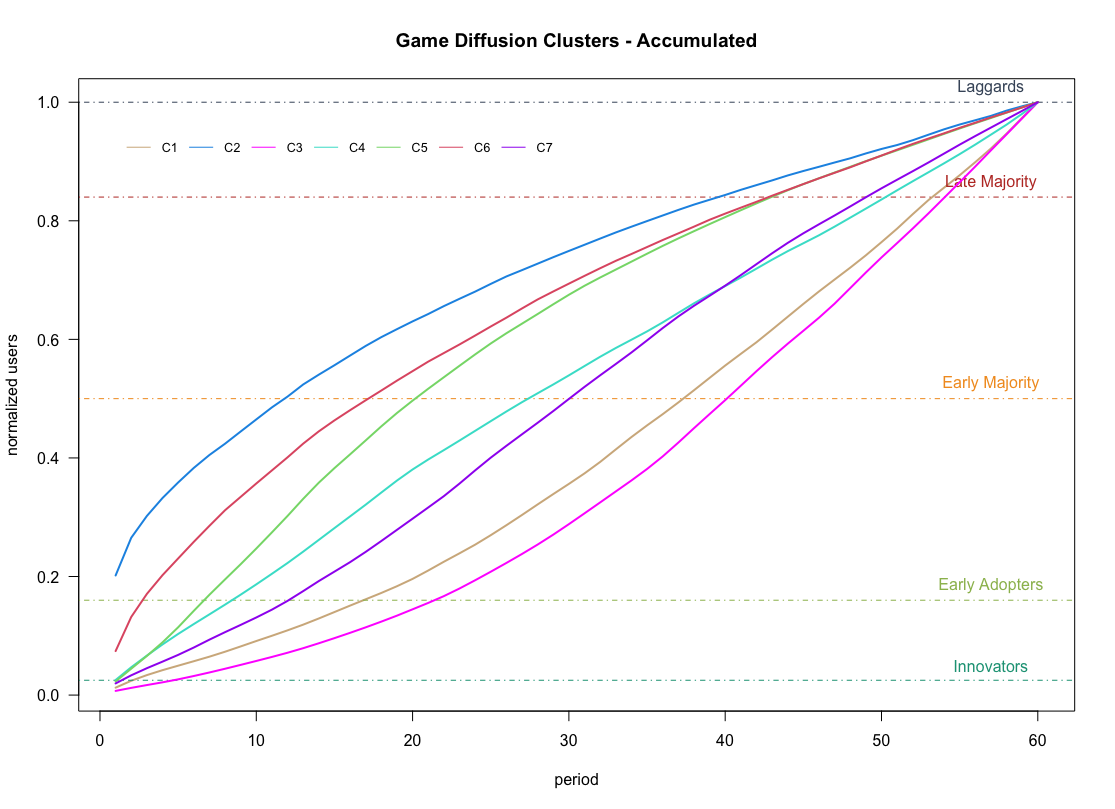 Game Diffusion Clusters - Accumulated
Laggards
1.0
C1 C2 C3 C4 C5 C6 C7
Late Majority
0.8
0.6
normalized users
Early Majority
0.4
0.2
Early Adopters
Innovators
0.0
0 10 20 30 40 50 60
period